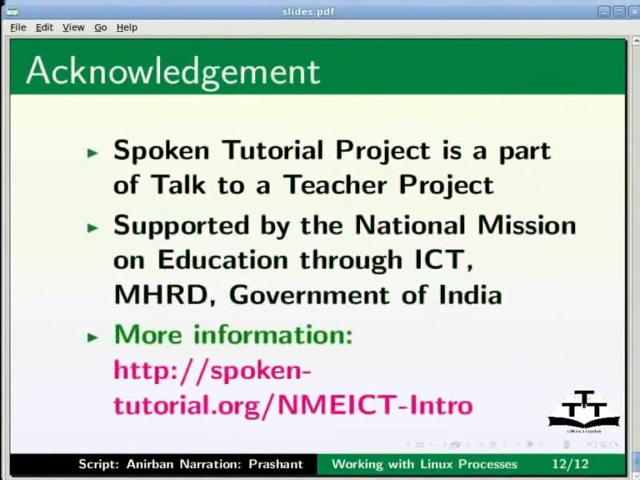 slides.pdf
File Edit View Go Help
Acknowledgement
Spoken Tutorial Project is a part
of Talk to a Teacher Project
Supported by the National Mission
on Education through ICT,
MHRD, Government of India
More information:
http://spoken-
tutorial.org/NMEICT-Intro
Script: Anirban Narration: Prashant Working with Linux Processes 12/12